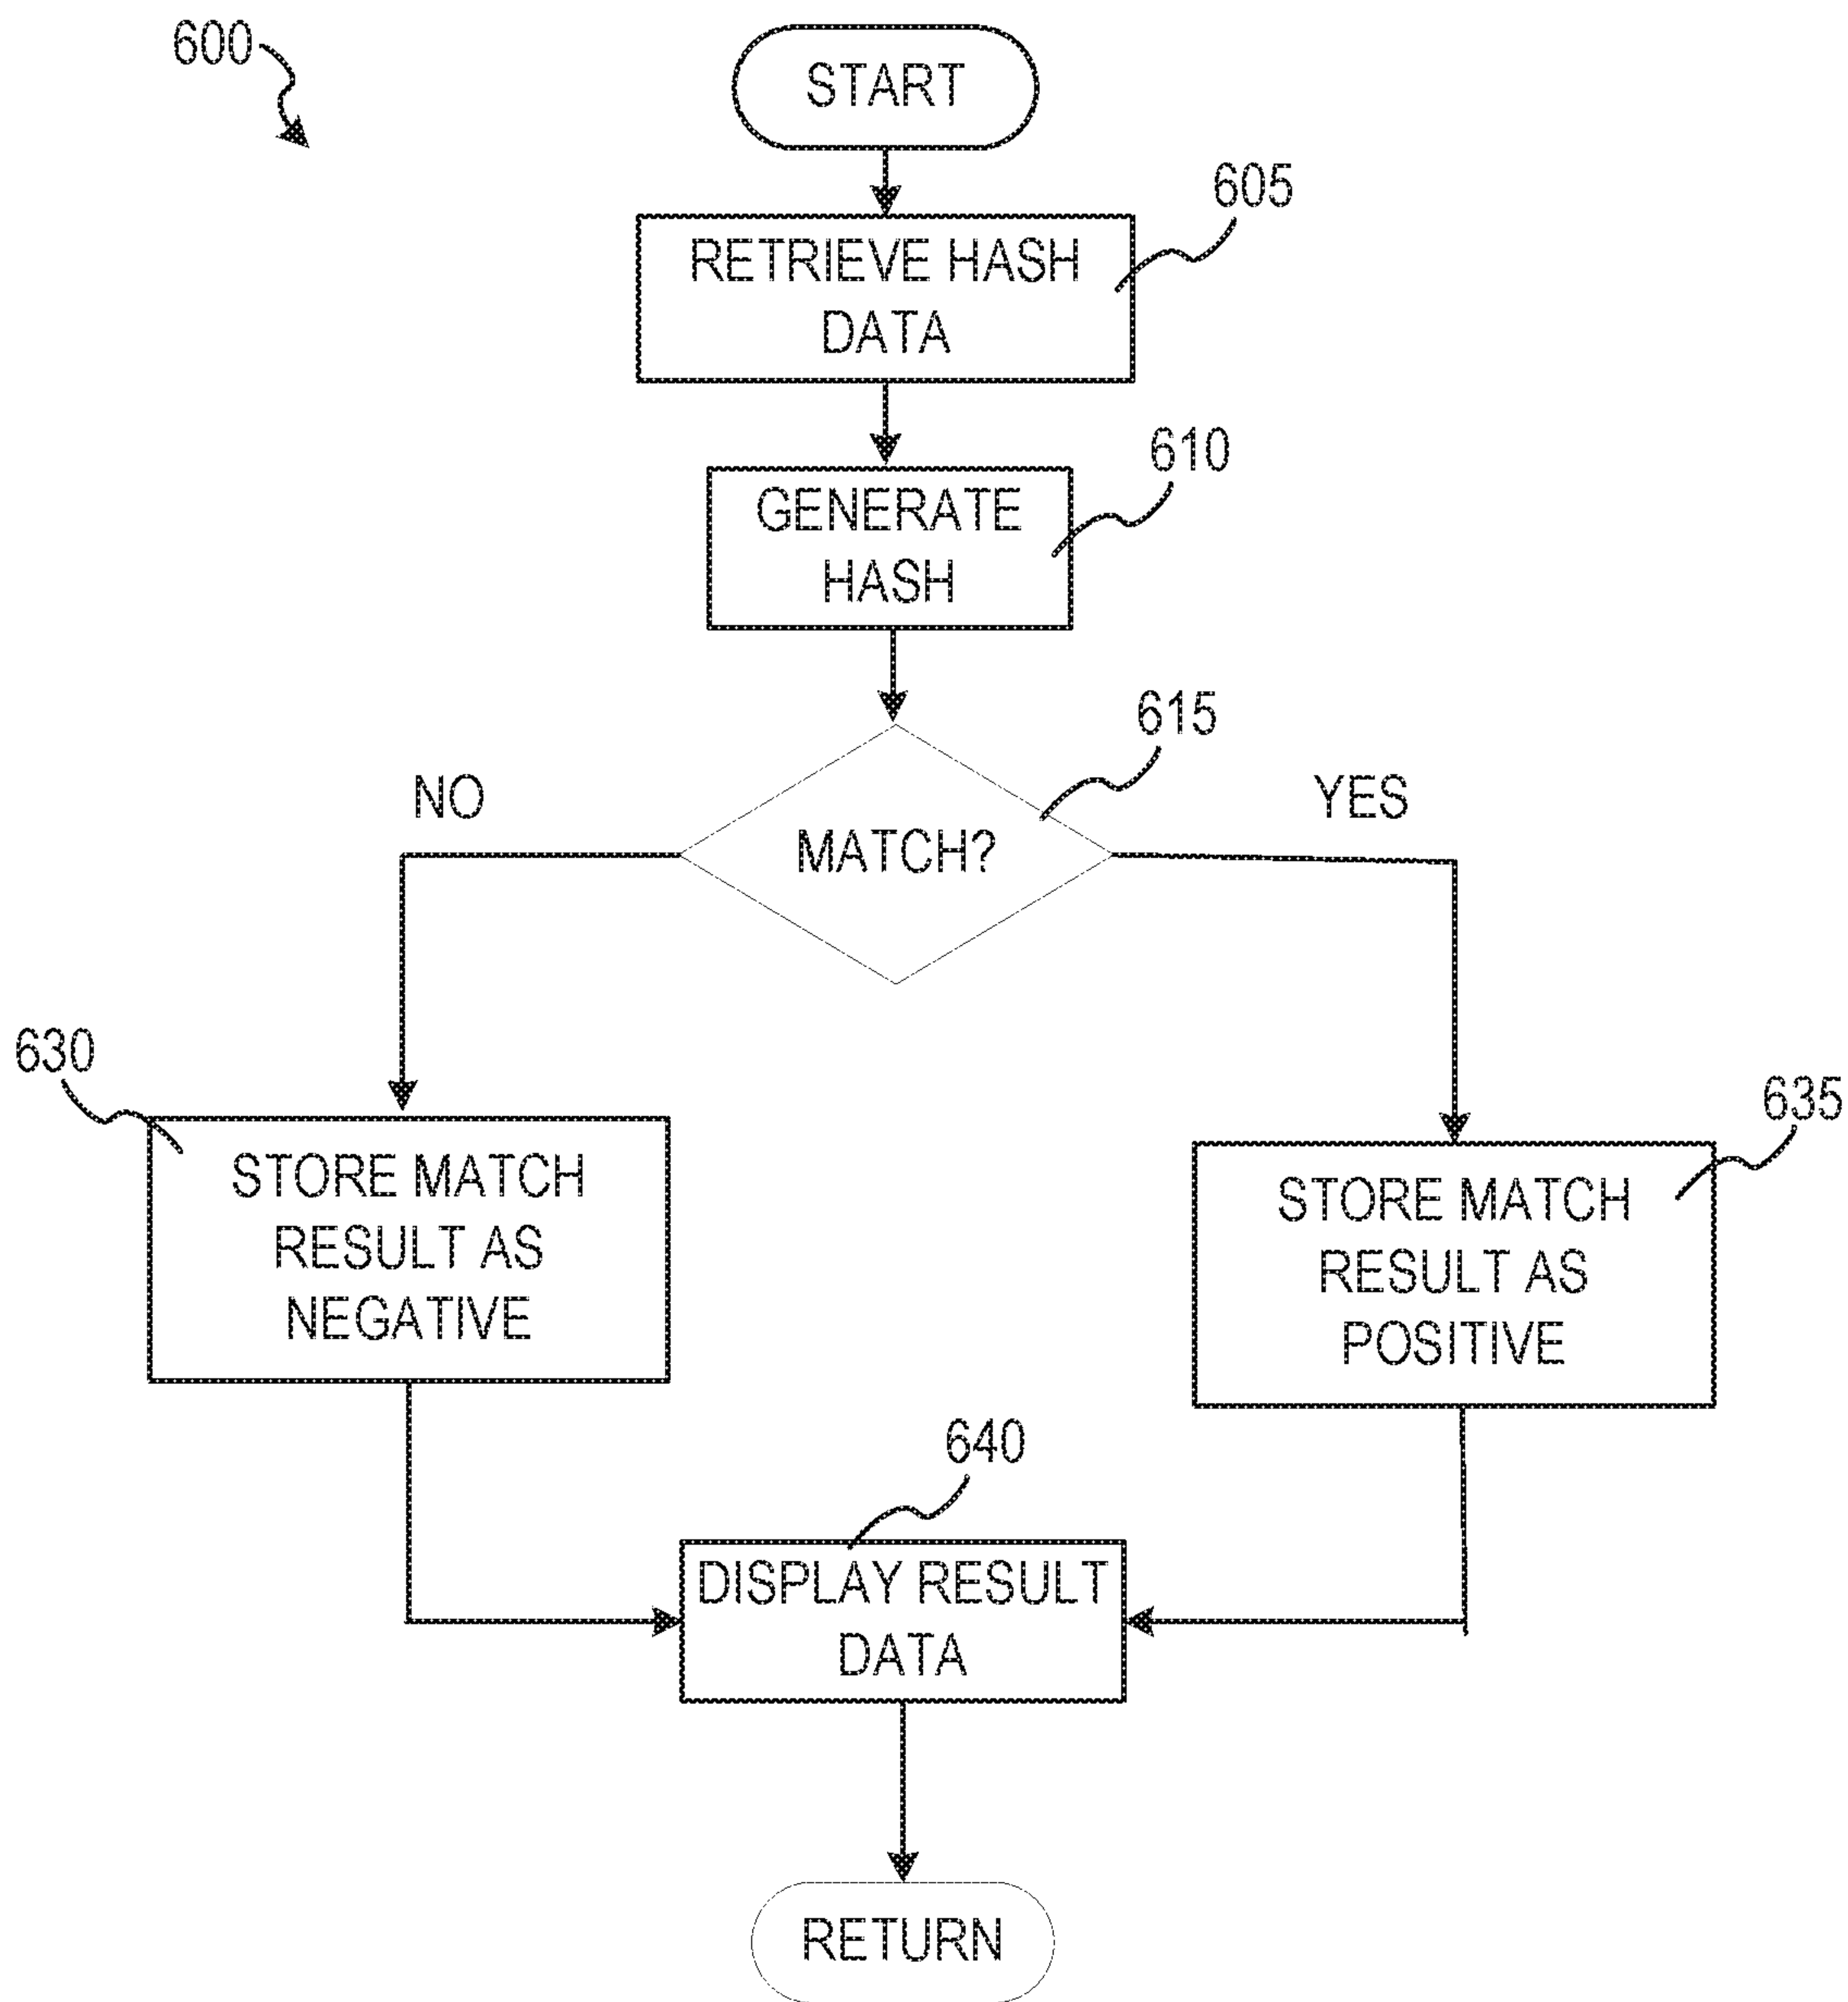 600
START
605
RETRIEVE HASH
DATA
610
GENERATE
HASH
615
NO
YES
MATCH?
630
STORE MATCH
RESULT AS
NEGATIVE
635
STORE MATCH
RESULT AS
POSITIVE
640
DISPLAY RESULT
DATA
RETURN